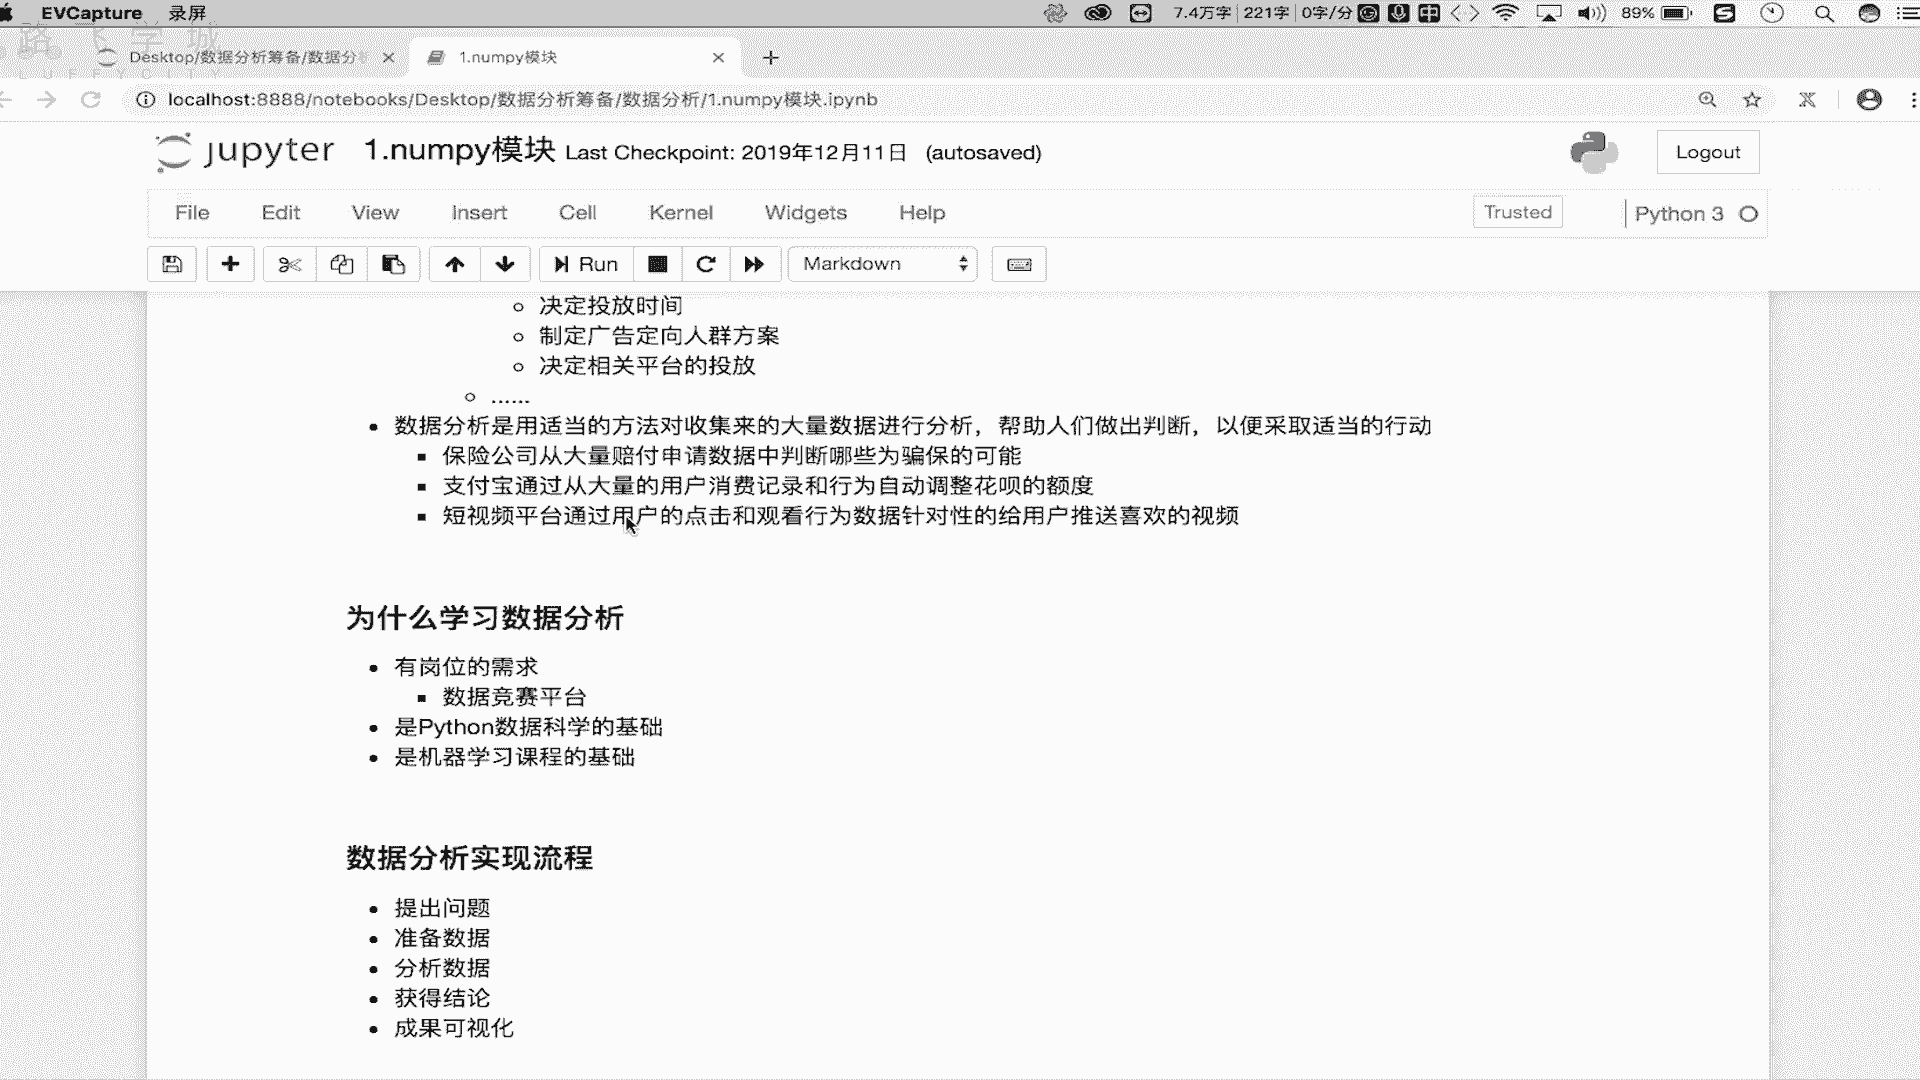 EVCapture 录屏 7.4万字 221字 0字/分 中 89%
路飞学城
LUFFYCITY
Desktop/数据分析筹备/数据分 1.numpy模块
localhost:8888/notebooks/Desktop/数据分析筹备/数据分析/1.numpy模块.ipynb
jupyter 1.numpy模块 Last Checkpoint: 2019年12月11日 (autosaved) Logout
File Edit View Insert Cell Kernel Widgets Help Trusted Python 3
Run Markdown
决定投放时间
制定广告定向人群方案
决定相关平台的投放
......
数据分析是用适当的方法对收集来的大量数据进行分析，帮助人们做出判断，以便采取适当的行动
保险公司从大量赔付申请数据中判断哪些为骗保的可能
支付宝通过从大量的用户消费记录和行为自动调整花呗的额度
短视频平台通过用户的点击和观看行为数据针对性的给用户推送喜欢的视频
为什么学习数据分析
有岗位的需求
数据竞赛平台
是Python数据科学的基础
是机器学习课程的基础
数据分析实现流程
提出问题
准备数据
分析数据
获得结论
成果可视化